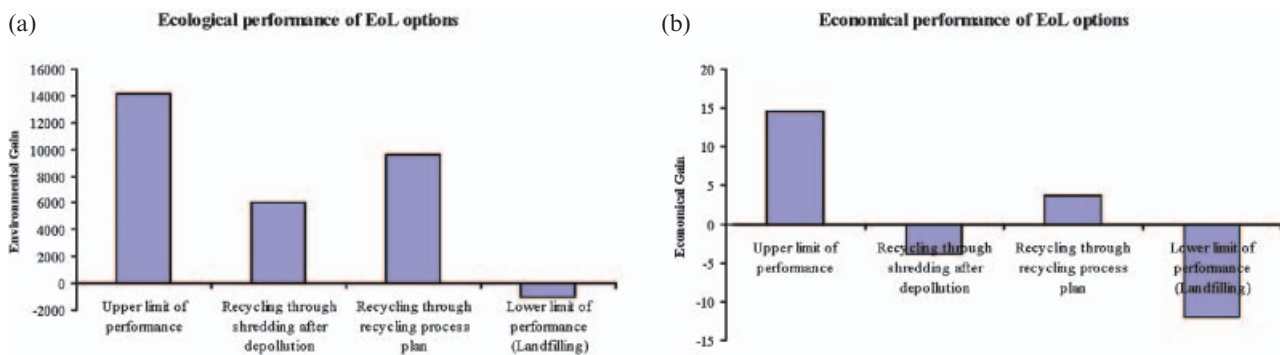 (a)
Ecological performance of EoL options
16000
14000
12000
10000
8000
6000
4000
2000
0
-2000
Environmental Gain
Upper limit of
performance
Recycling through
shredding after
depollution
Recycling through
recycling process
plan
Lower limit of
performance
(Landfilling)
(b)
Economical performance of EoL options
20
15
10
5
0
-5
-10
-15
Economical Gain
Upper limit of
performance
Recycling through
shredding after
depollution
Recycling through
recycling process
plan
Lower limit of
performance
(Landfilling)